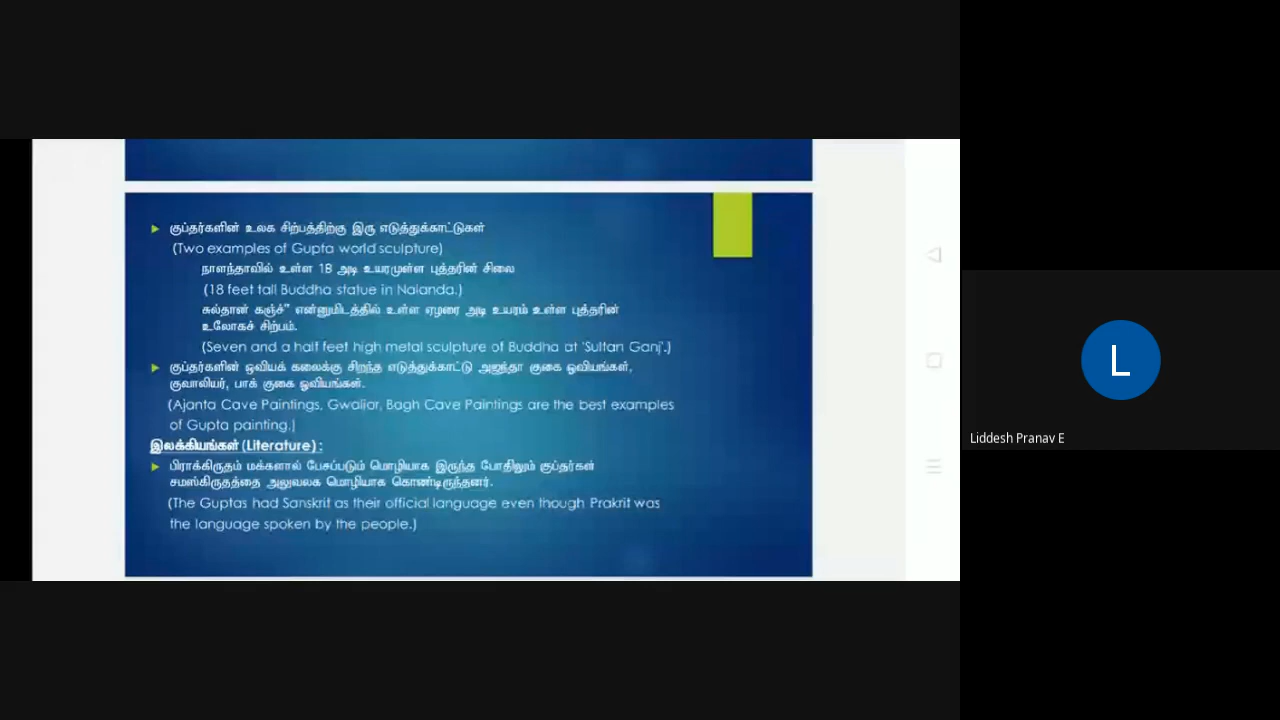 குப்தர்களின் உலக சிற்பத்திற்கு இரு எடுத்துக்காட்டுகள்
(Two examples of Gupta world sculpture)
நாளந்தாவில் உள்ள 18 அடி உயரமுள்ள புத்தரின் சிலை
(18 feet tall Buddha statue in Nalanda.)
சுல்தான் கஞ்ச்" என்னுமிடத்தில் உள்ள ஏழரை அடி உயரம் உள்ள புத்தரின்
உலோகச் சிற்பம்.
(Seven and a half feet high metal sculpture of Buddha at 'Sultan Ganj'.)
குப்தர்களின் ஒவியக் கலைக்கு சிறந்த எடுத்துக்காட்டு அஜந்தா குகை ஓவியங்கள்,
குவாலியர், பாக் குகை ஓவியங்கள்.
(Ajanta Cave Paintings, Gwalior, Bagh Cave Paintings are the best examples
of Gupta painting.)
இலக்கியங்கள் (Literature) :
பிராக்கிருதம் மக்களால் பேசப்படும் மொழியாக இருந்த போதிலும் குப்தர்கள்
சமஸ்கிருதத்தை அலுவலக மொழியாக கொண்டிருந்தனர்.
(The Guptas had Sanskrit as their official language even though Prakrit was
the language spoken by the people.)
L
Liddesh Pranav E